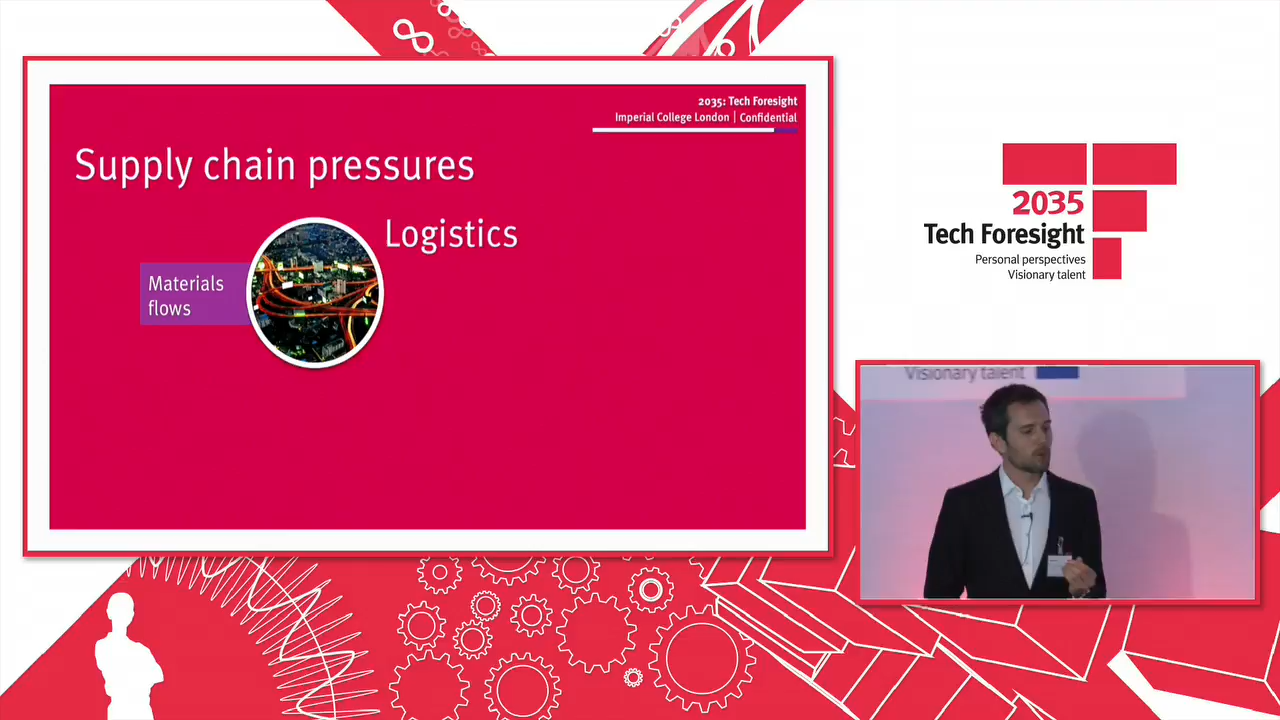 2035: Tech Foresight
Imperial College London | Confidential
Supply chain pressures
Logistics
Materials
flows
2035
Tech Foresight
Personal perspectives
Visionary talent
Visionary talent